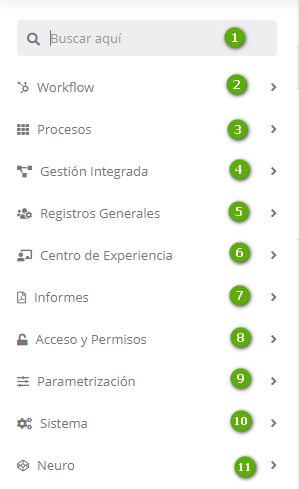 Buscar aquí 1
Workflow 2
Procesos 3
Gestión Integrada 4
Registros Generales 5
Centro de Experiencia 6
Informes 7
Acceso y Permisos 8
Parametrización 9
Sistema 10
Neuro 11